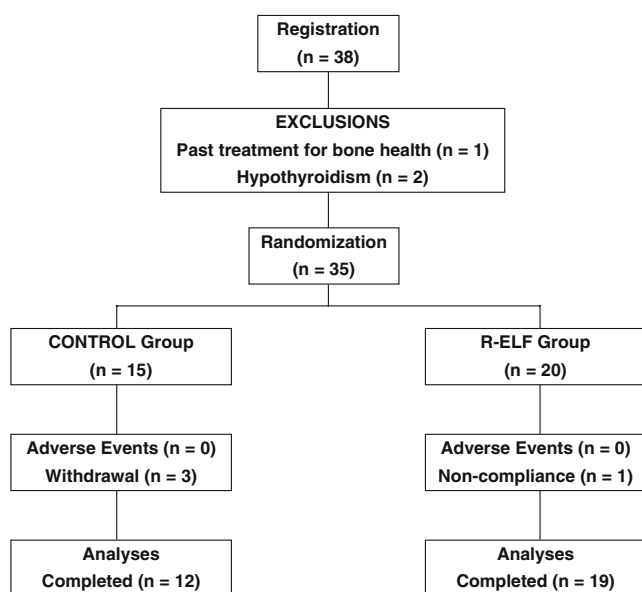 Registration
(n = 38)
EXCLUSIONS
Past treatment for bone health (n = 1)
Hypothyroidism (n = 2)
Randomization
(n = 35)
CONTROL Group
(n = 15)
R-ELF Group
(n = 20)
Adverse Events (n = 0)
Withdrawal (n = 3)
Adverse Events (n = 0)
Non-compliance (n = 1)
Analyses
Completed (n = 12)
Analyses
Completed (n = 19)